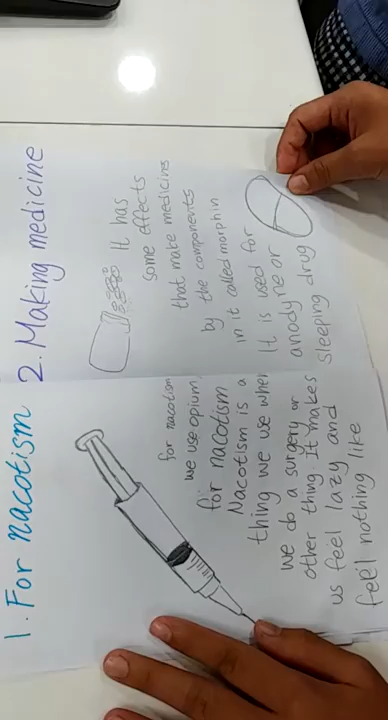 1. For nacotism
for nacotism
we use opium,
for nacotism
Nacotism is a
thing we use when
we do a surgery or
other thing. It makes
us feel lazy and
feel nothing like
2. Making medicine
It has
some effects
that make medicines
by the components
in it called morphin
It is used for
anodyne or
sleeping drug